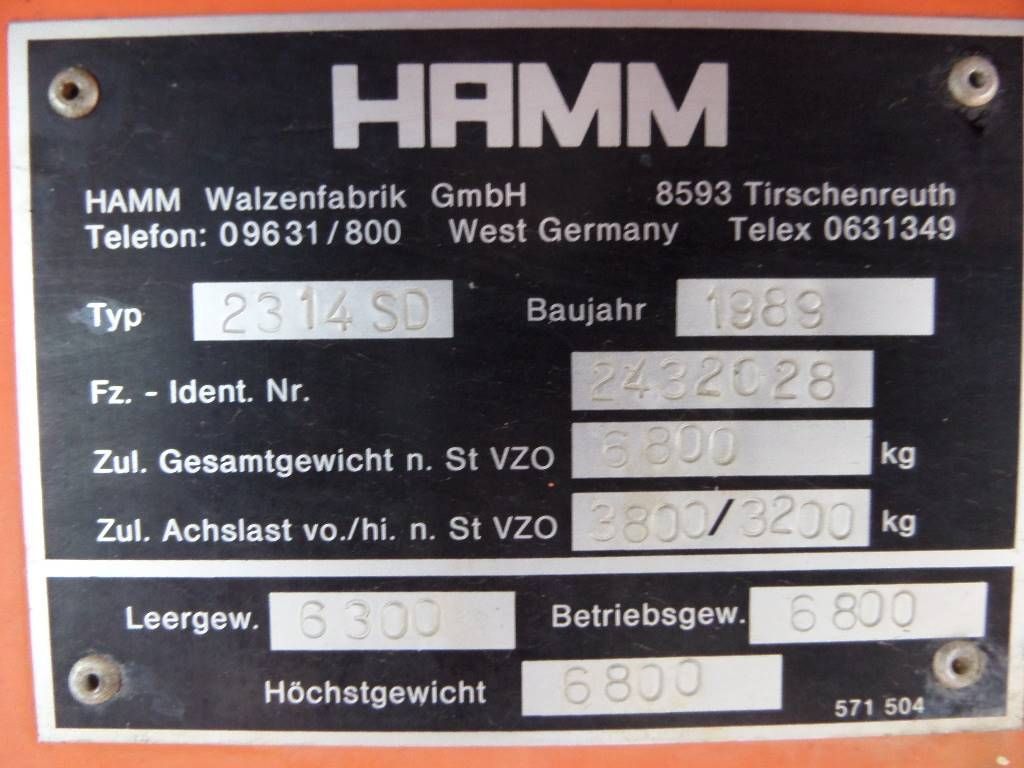 HAMM
HAMM Walzenfabrik GmbH 8593 Tirschenreuth
Telefon: 09631/800 West Germany Telex 0631349
Typ 2314 SD Baujahr 1989
Fz. - Ident. Nr. 2432028
Zul. Gesamtgewicht n. St VZO 6800 kg
Zul. Achslast vo./hi. n. St VZO 3800/3200 kg
Leergew. 6300 Betriebsgew. 6800
Höchstgewicht 6800
571 504